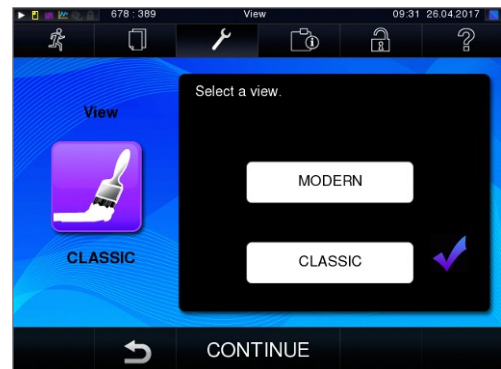 678 : 389 View 09:31 26.04.2017
?
View
Select a view.
MODERN
CLASSIC
CLASSIC
CONTINUE